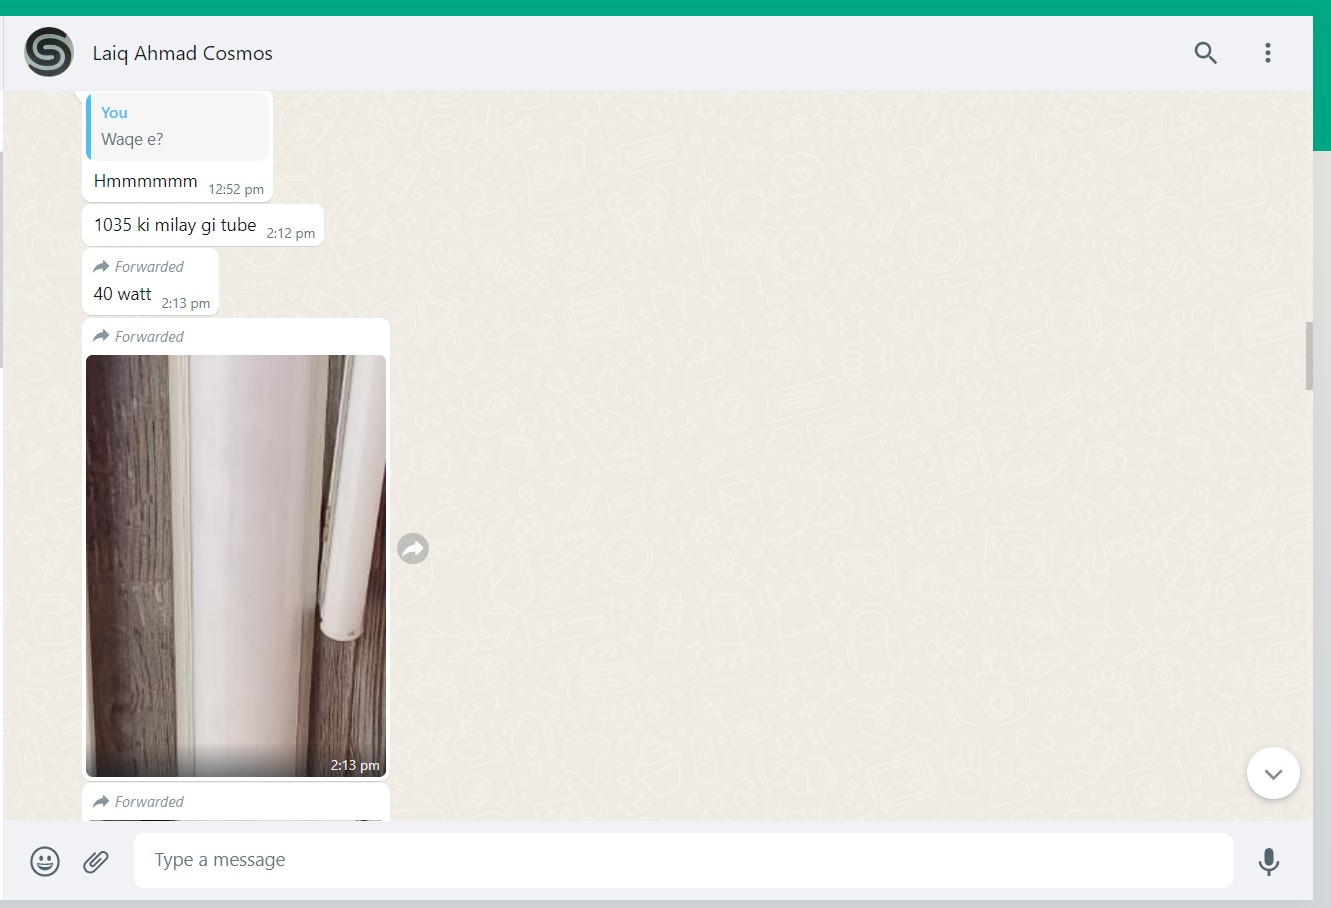 Laiq Ahmad Cosmos
You
Waqe e?
Hmmmmmm 12:52 pm
1035 ki milay gi tube 2:12 pm
Forwarded
40 watt 2:13 pm
Forwarded
2:13 pm
Forwarded
Type a message